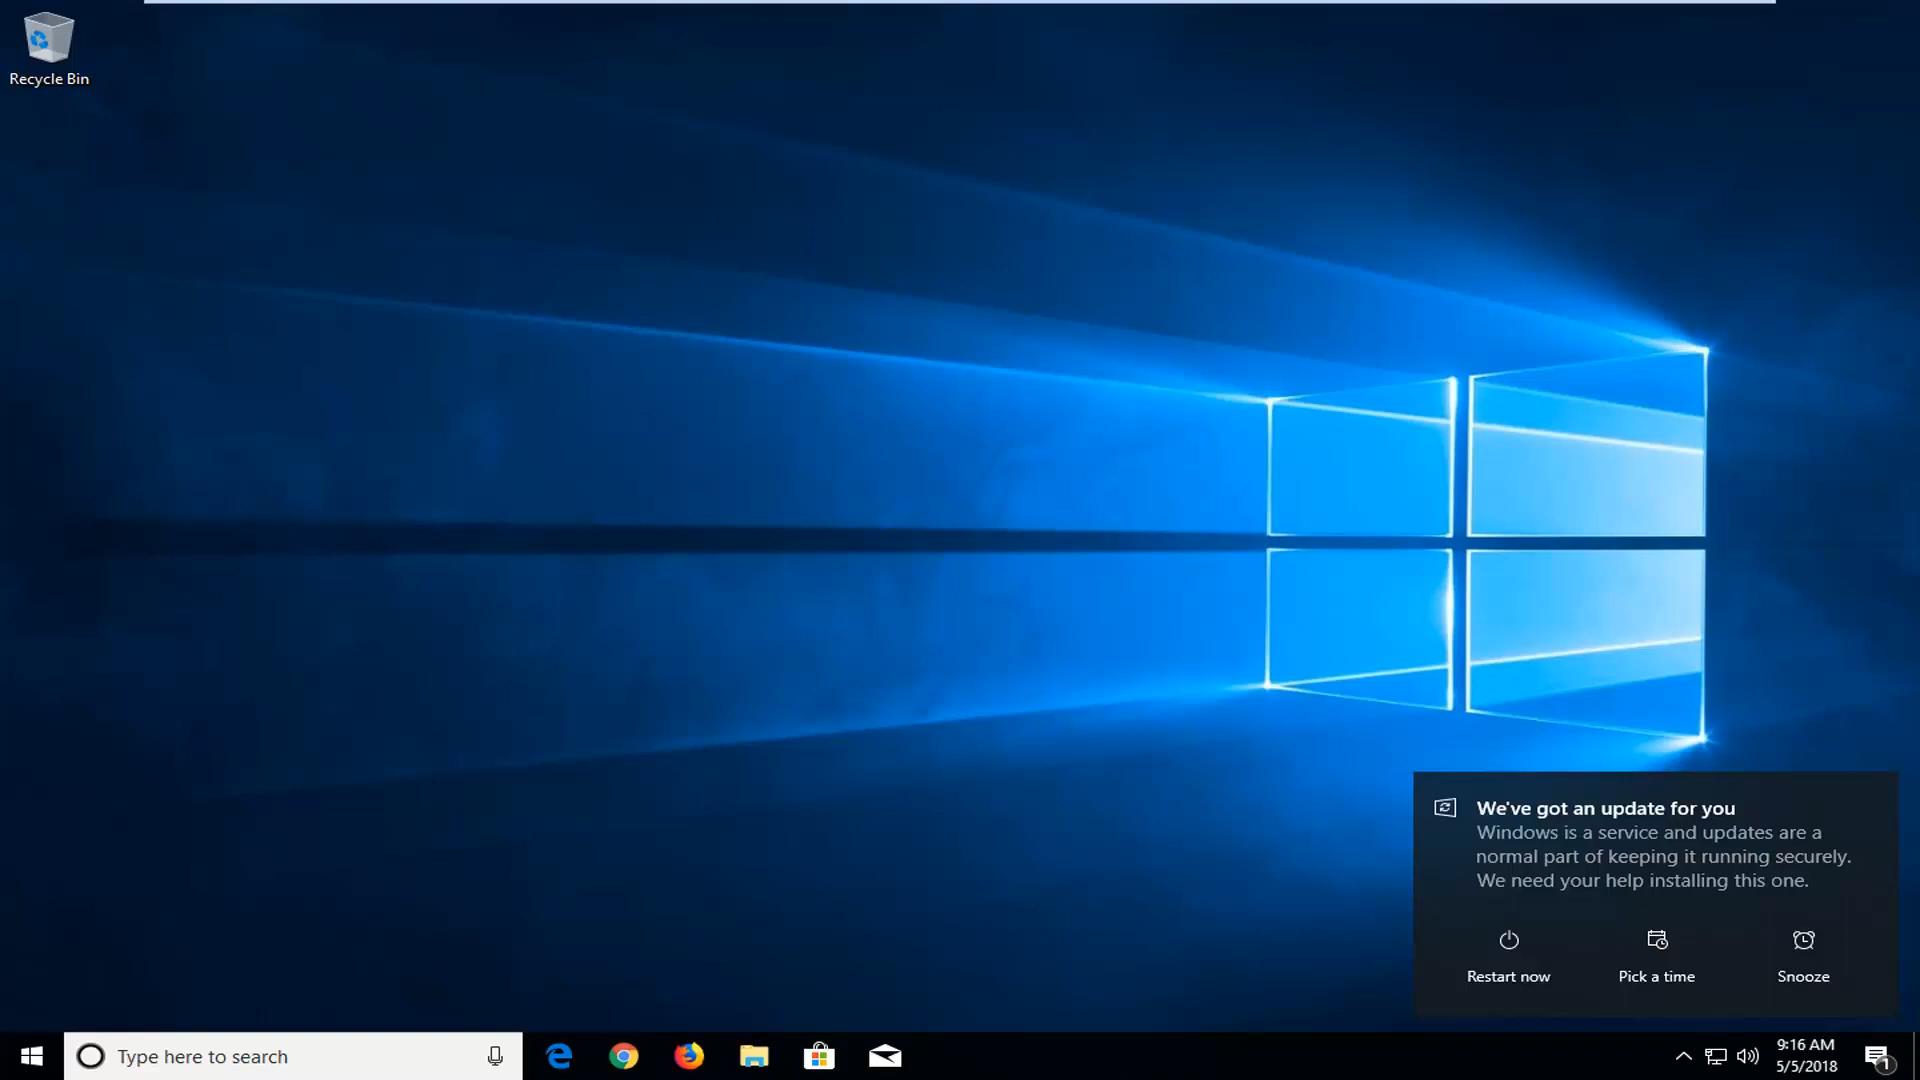 Recycle Bin
We've got an update for you
Windows is a service and updates are a
normal part of keeping it running securely.
We need your help installing this one.
Restart now
Pick a time
Snooze
Type here to search
9:16 AM
5/5/2018
1